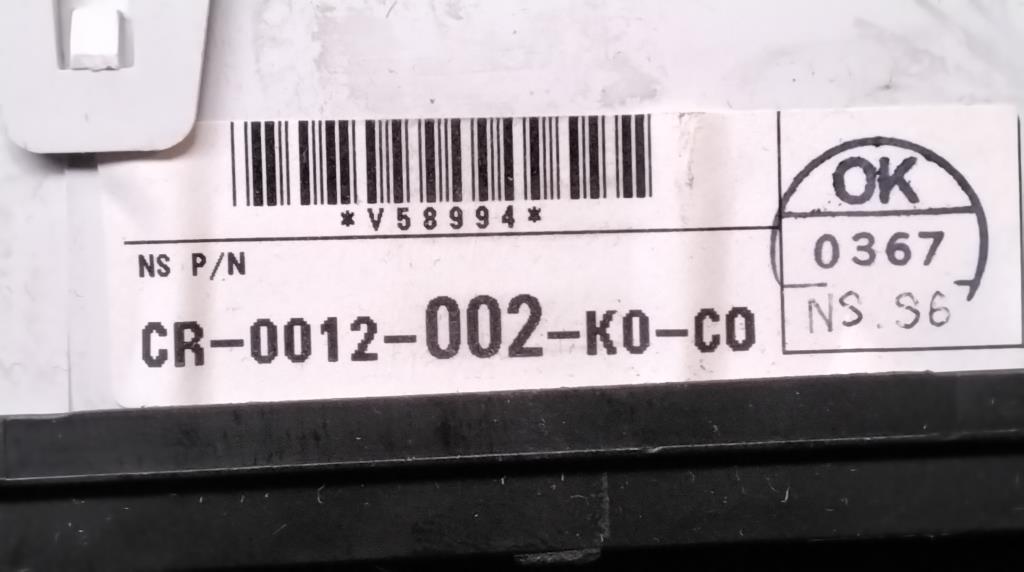 *V58994*
NS P/N
CR-0012-002-K0-C0
OK
0367
NS.S6